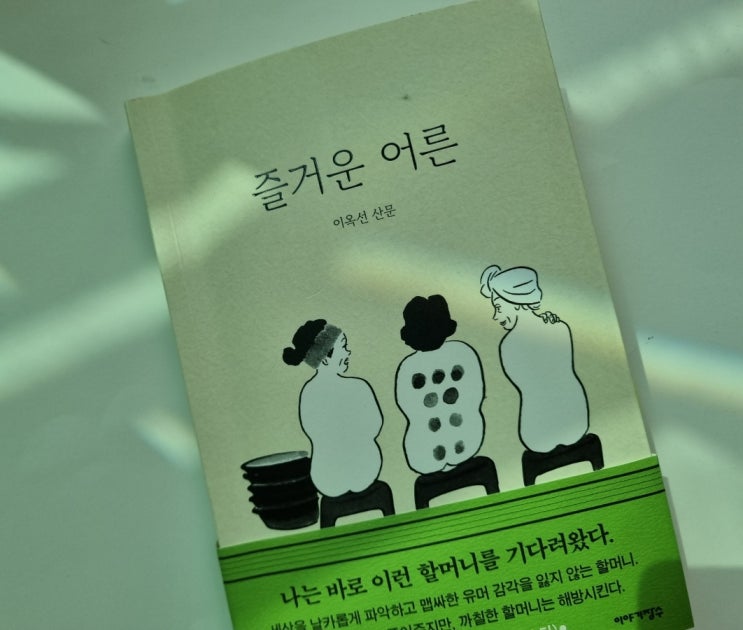 즐거운 어른
이옥선 산문
나는 바로 이런 할머니를 기다려왔다.
세상을 날카롭게 파악하고 맵싸한 유머 감각을 잃지 않는 할머니.
까칠한 할머니는 해방시킨다.
이야기장수